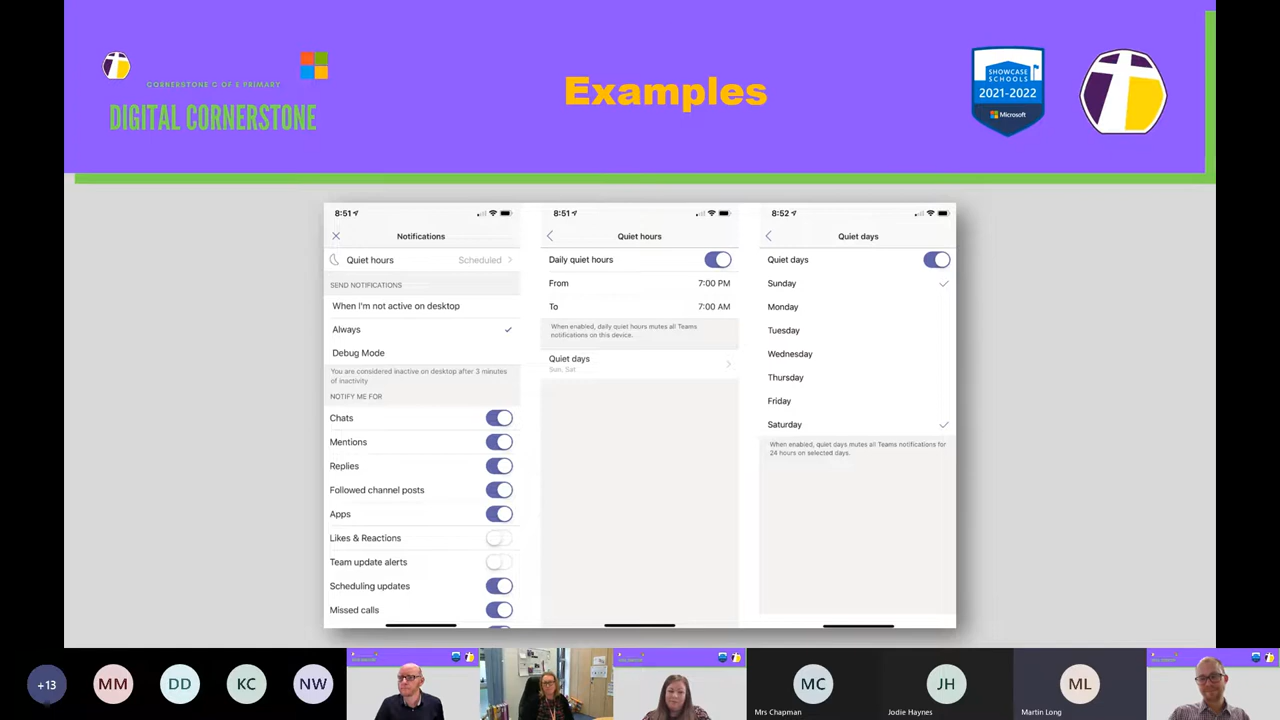 CORNERSTONE C OF E PRIMARY
DIGITAL CORNERSTONE
Examples
SHOWCASE
SCHOOLS
2021-2022
Microsoft
8:51
Notifications
Quiet hours
Scheduled
SEND NOTIFICATIONS
When I'm not active on desktop
Always
Debug Mode
You are considered inactive on desktop after 3 minutes
of inactivity
NOTIFY ME FOR
Chats
Mentions
Replies
Followed channel posts
Apps
Likes & Reactions
Team update alerts
Scheduling updates
Missed calls
8:51
Quiet hours
Daily quiet hours
From 7:00 PM
To 7:00 AM
When enabled, daily quiet hours mutes all Teams
notifications on this device.
Quiet days
Sun, Sat
8:52
Quiet days
Quiet days
Sunday
Monday
Tuesday
Wednesday
Thursday
Friday
Saturday
When enabled, quiet days mutes all Teams notifications for
24 hours on selected days.
+13
MM
DD
KC
NW
MC
Mrs Chapman
JH
Jodie Haynes
ML
Martin Long